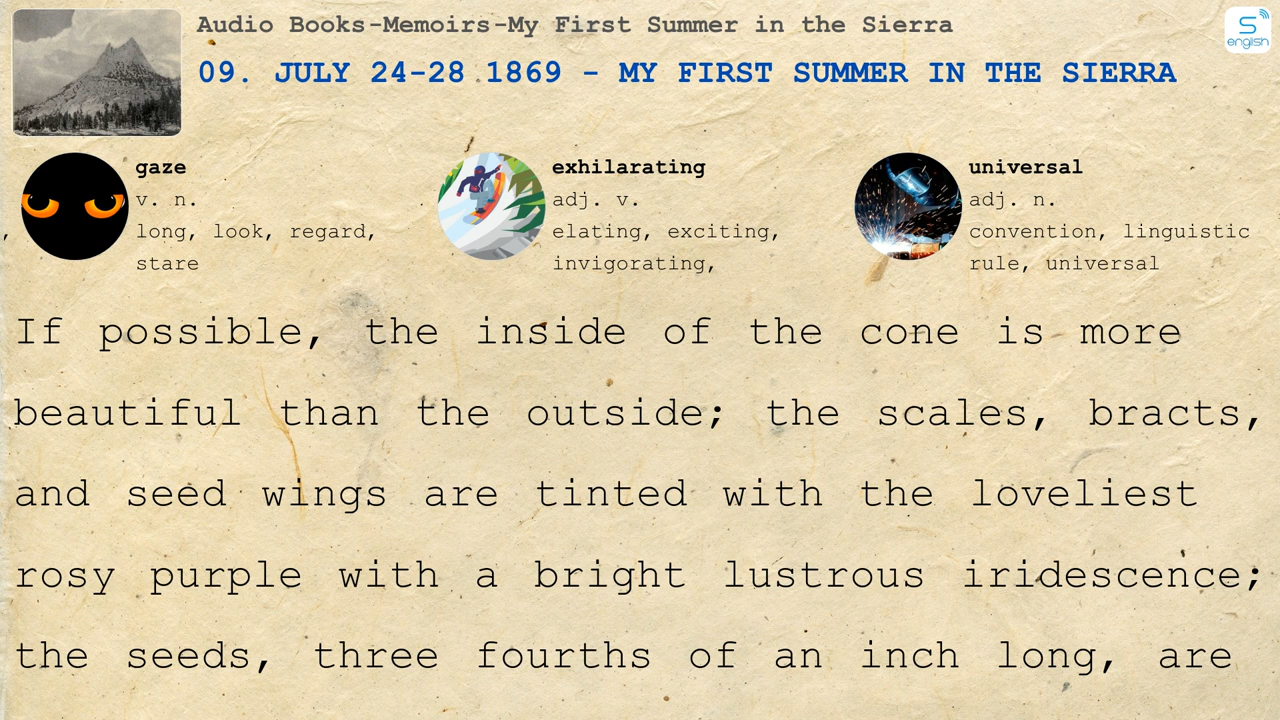 Audio Books-Memoirs-My First Summer in the Sierra
09. JULY 24-28 1869 - MY FIRST SUMMER IN THE SIERRA
S
english
gaze
v. n.
long, look, regard,
stare
exhilarating
adj. v.
elating, exciting,
invigorating,
universal
adj. n.
convention, linguistic
rule, universal
If possible, the inside of the cone is more
beautiful than the outside; the scales, bracts,
and seed wings are tinted with the loveliest
rosy purple with a bright lustrous iridescence;
the seeds, three fourths of an inch long, are